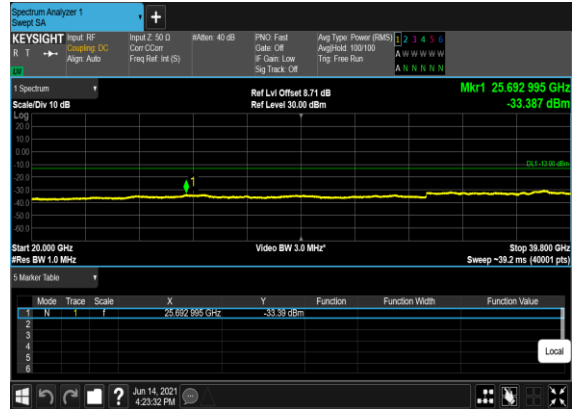 Spectrum Analyzer 1
Swept SA
+
KEYSIGHT Input: RF Input Z: 50 Ω #Atten: 40 dB PNO: Fast Avg Type: Power (RMS) 1 2 3 4 5 6
R T Coupling: DC Corr CCorr Gate: Off Avg|Hold: 100/100 A W W W W W
Align: Auto Freq Ref: Int (S) IF Gain: Low Trig: Free Run
Sig Track: Off A N N N N N
1 Spectrum Ref Lvl Offset 8.71 dB Mkr1 25.692 995 GHz
Scale/Div 10 dB Ref Level 30.00 dBm -33.387 dBm
Log
20.0
10.0
0.00
-10.0
DL1 -13.00 dBm
-20.0
1
-30.0
-40.0
-50.0
-60.0
Start 20.000 GHz Video BW 3.0 MHz* Stop 39.800 GHz
#Res BW 1.0 MHz Sweep ~39.2 ms (40001 pts)
5 Marker Table
Mode Trace Scale X Y Function Function Width Function Value
1 N 1 f 25.692 995 GHz -33.39 dBm
2
3
4
5
6
Local
? Jun 14, 2021
4:23:32 PM